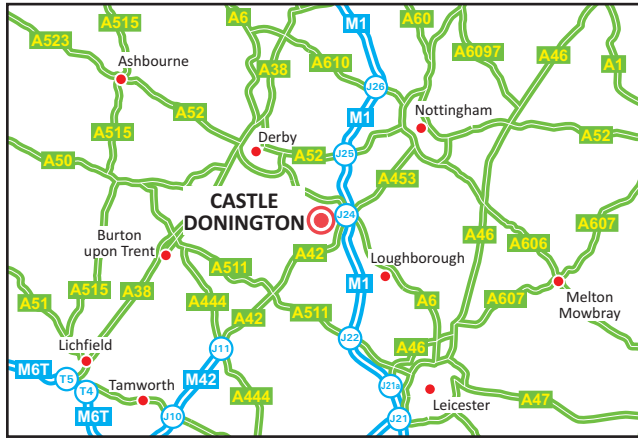 A515
A6
M1
A60
A523
A6097
A46
Ashbourne
A38
A610
A1
J26
A515
A52
M1
Nottingham
Derby
A52
J25
A52
A50
A453
CASTLE
DONINGTON
J24
A607
Burton
upon Trent
A46
A606
A42
A511
Loughborough
M1
A515
A38
A444
A6
A607
Melton
Mowbray
A51
A42
A511
J22
A46
Lichfield
J11
M6T
T5
M42
T4
Tamworth
J21a
A444
Leicester
A47
M6T
J10
J21